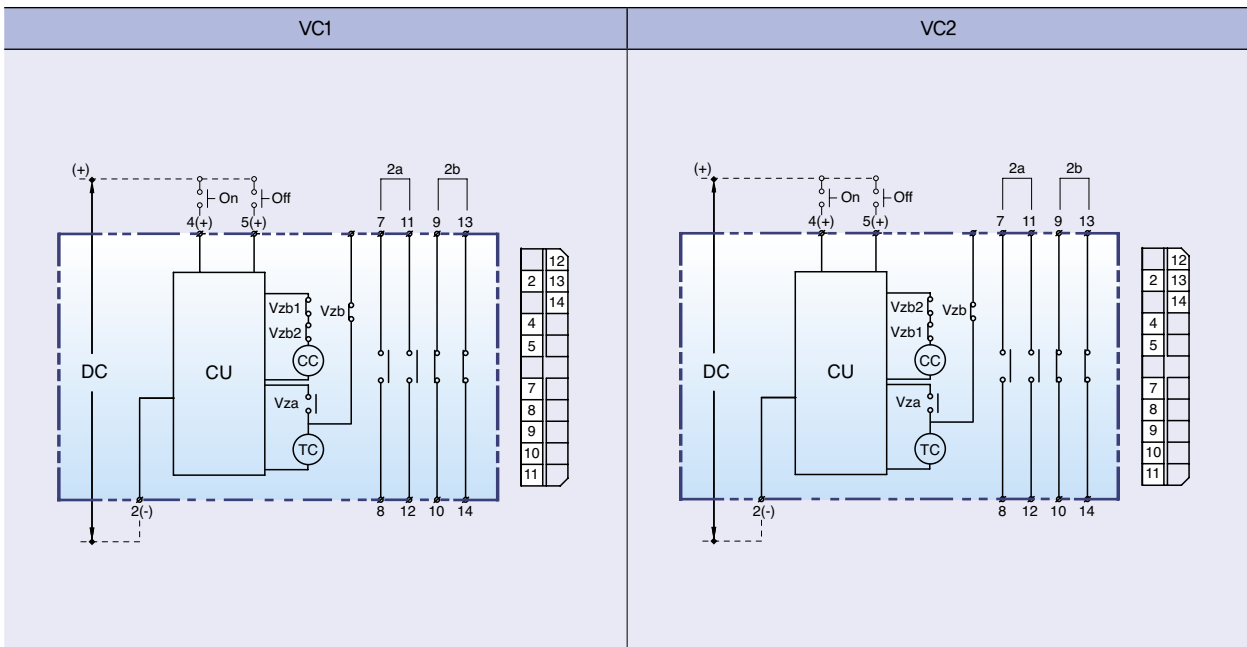 VC1
VC2
(+)
On
Off
4(+)
5(+)
2a
2b
7
11
9
13
Vzb1
Vzb2
Vzb
CC
DC
CU
Vza
TC
2(-)
8
12
10
14
12
2 13
14
4
5
7
8
9
10
11
(+)
On
Off
4(+)
5(+)
2a
2b
7
11
9
13
Vzb2
Vzb1
Vzb
CC
DC
CU
Vza
TC
2(-)
8
12
10
14
12
2 13
14
4
5
7
8
9
10
11